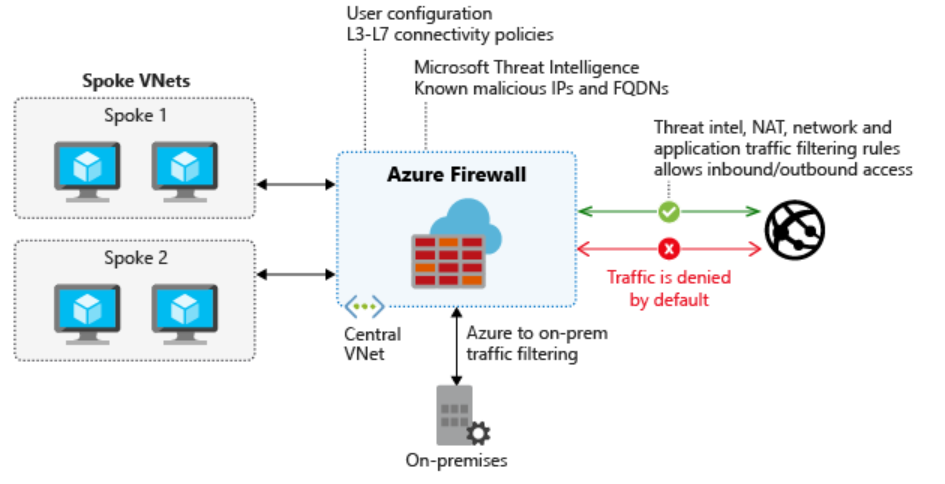 User configuration
L3-L7 connectivity policies
Microsoft Threat Intelligence
Known malicious IPs and FQDNs
Spoke VNets
Spoke 1
Threat intel, NAT, network and
application traffic filtering rules
allows inbound/outbound access
Azure Firewall
Spoke 2
Traffic is denied
by default
Central
VNet
Azure to on-prem
traffic filtering
On-premises